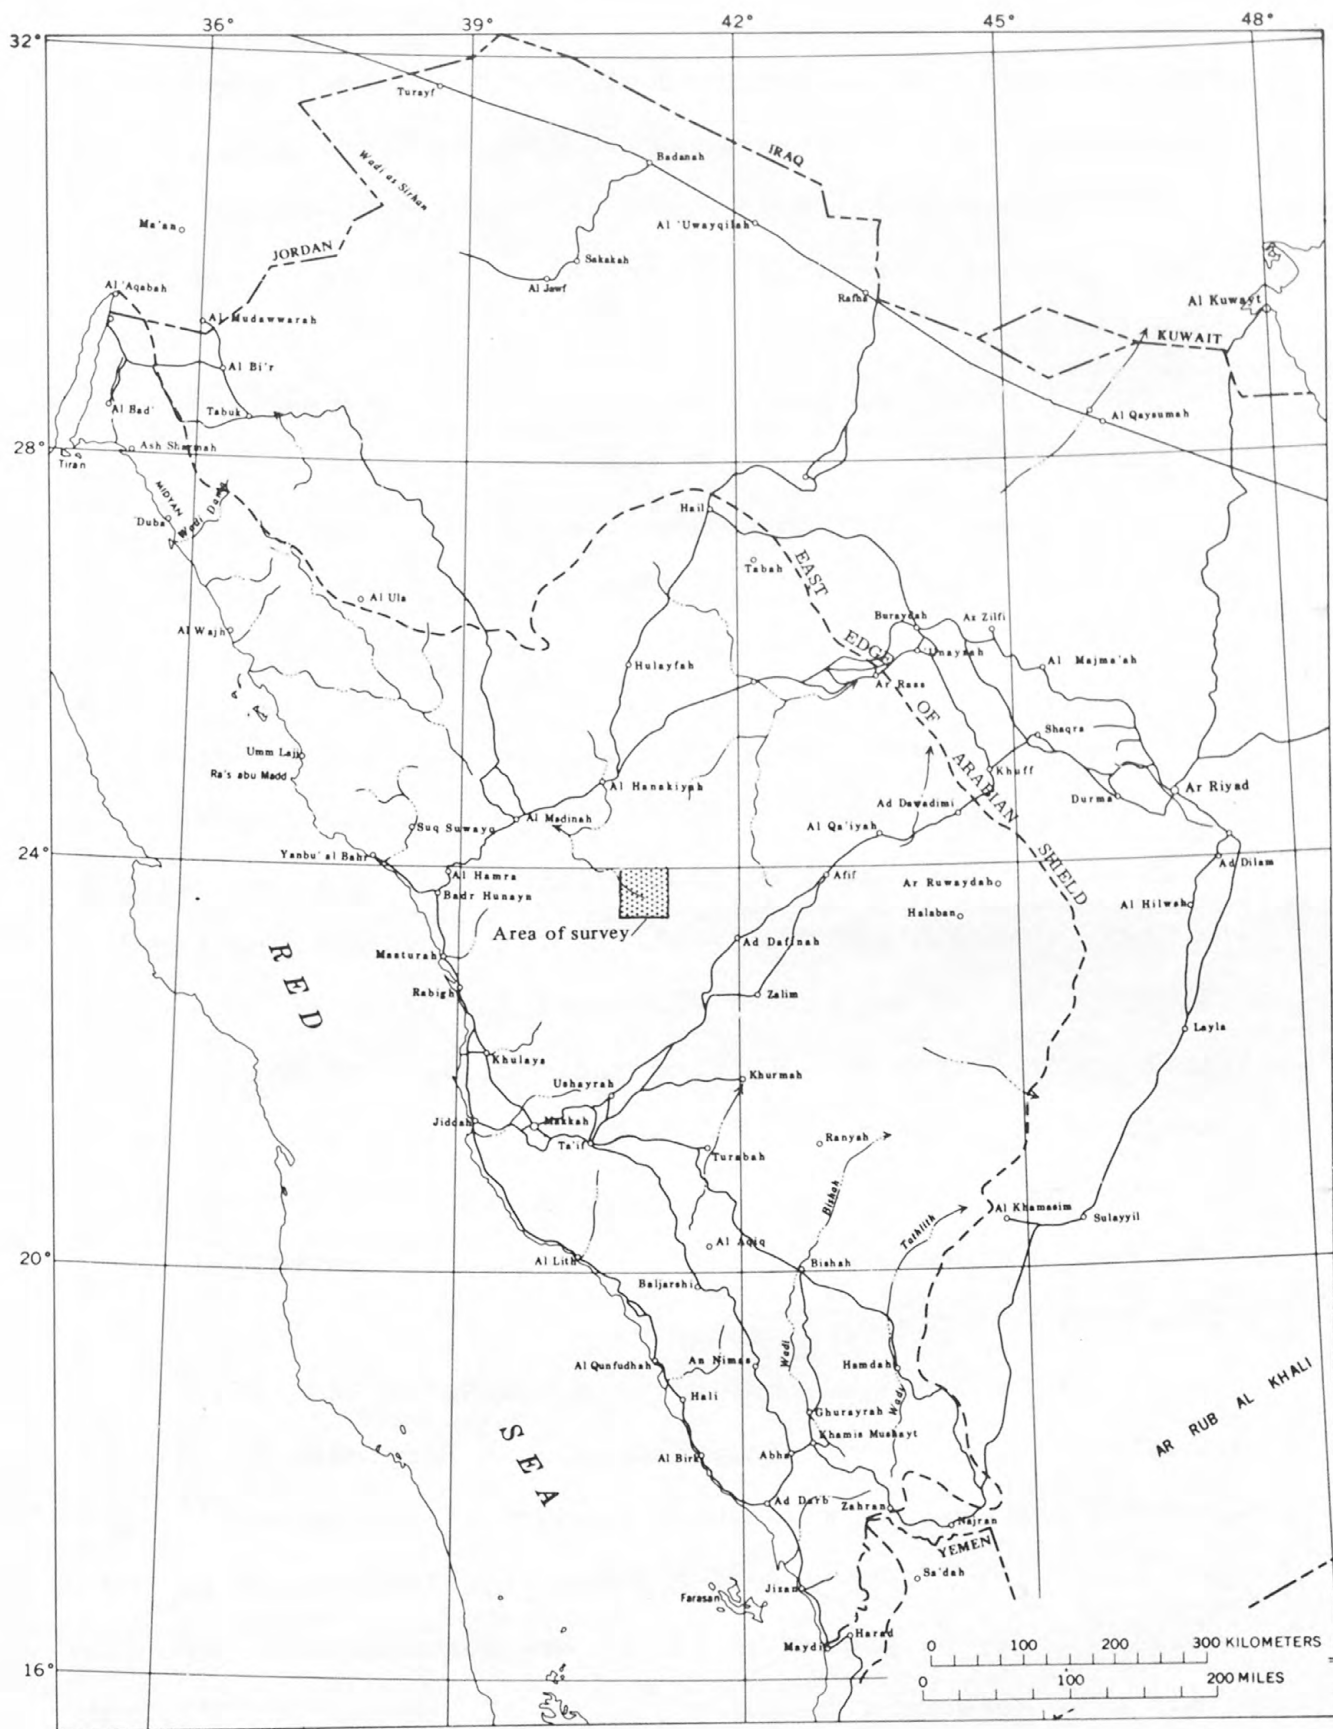 36°
39°
42°
45°
48°
32°
Turayf
Wadi as Sirhan
Badanah
IRAQ
Ma'an
JORDAN
Al 'Uwayqilah
Sakakah
Al Jawf
Al 'Aqabah
Rafha
Al Kuwayt
Al Mudawwarah
KUWAIT
Al Bi'r
Al Bad'
Tabuk
Al Qaysumah
28°
Ash Sharmah
Tiran
MIDYAN
Wadi Dama
Duba
Hail
Tabah
EAST
EDGE
OF
ARABIAN
SHIELD
Al Ula
Buraydah
Az Zilfi
Al Wajh
'Unayzah
Al Majma'ah
Hulayfah
Ar Rass
Umm Lajj
Shaqra
Ra's abu Madd
Khuff
Al Hanakiyah
Ar Riyad
Ad Dawadimi
Durma
Suq Suwayq
Al Madinah
Al Qa'iyah
24°
Yanbu' al Bahr
Ad Dilam
Al Hamra
Afif
Ar Ruwaydah
Badr Hunayn
Halaban
Al Hilwah
Area of survey
Ad Dafinah
RED
Masturah
Rabigh
Zalim
Layla
Khulays
Ushayrah
Khurmah
Jiddah
Makkah
Ta'if
Turabah
Ranyah
Bishah
Al Khamasim
Sulayyil
Tathlith
Al Aqiq
20°
Al Lith
Bishah
Baljarshi
Wadi
Al Qunfudhah
An Nimas
Hamdah
Hali
Wady
AR RUB AL KHALI
Ghurayrah
Khamis Mushayt
SEA
Al Birk
Abha
Ad Darb
Zahran
Najran
YEMEN
Sa'dah
Farasan
Jizan
Maydi
Harad
0 100 200 300 KILOMETERS
16°
0 100 200 MILES